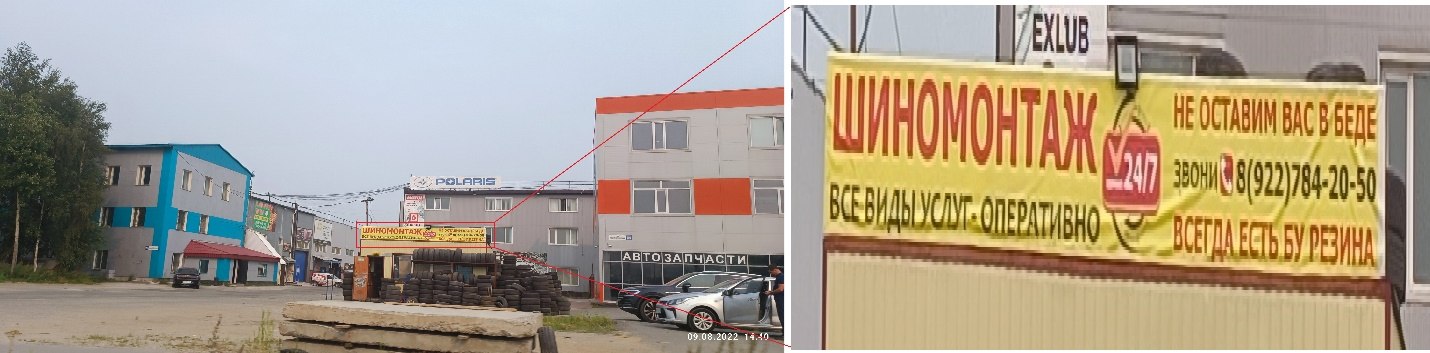 POLARIS
ШИНОМОНТАЖ
АВТОЗАПЧАСТИ
09.08.2022 14:40
EXLUB
ШИНОМОНТАЖ
24/7
ВСЕ ВИДЫ УСЛУГ - ОПЕРАТИВНО
НЕ ОСТАВИМ ВАС В БЕДЕ
ЗВОНИ 8(922)784-20-50
ВСЕГДА ЕСТЬ БУ РЕЗИНА